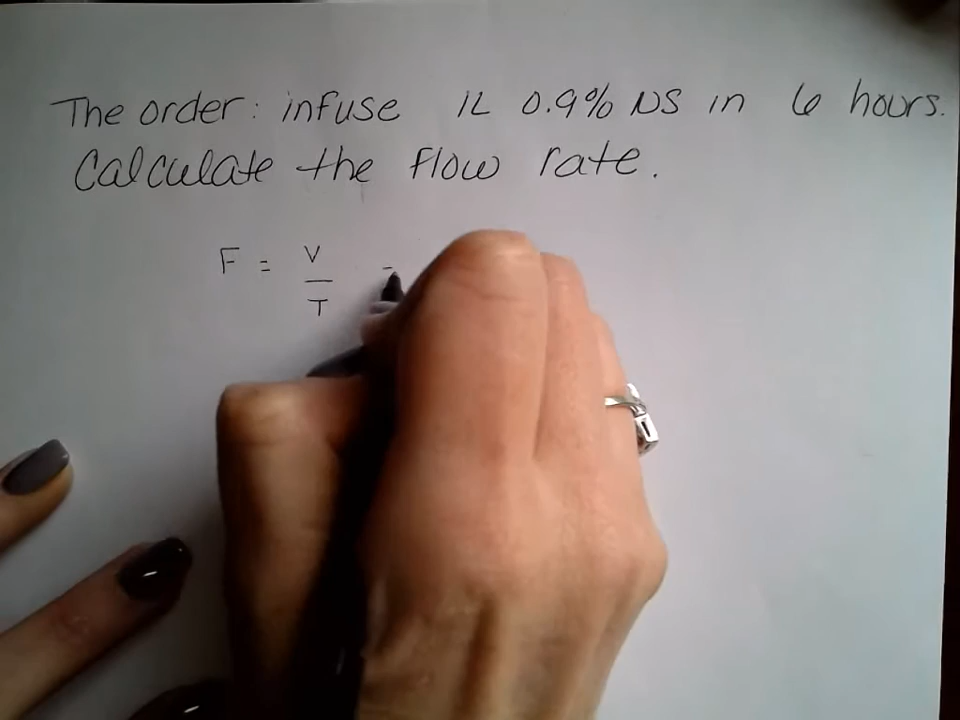 The order: infuse 1L 0.9% NS in 6 hours.
Calculate the flow rate.
F = V
T